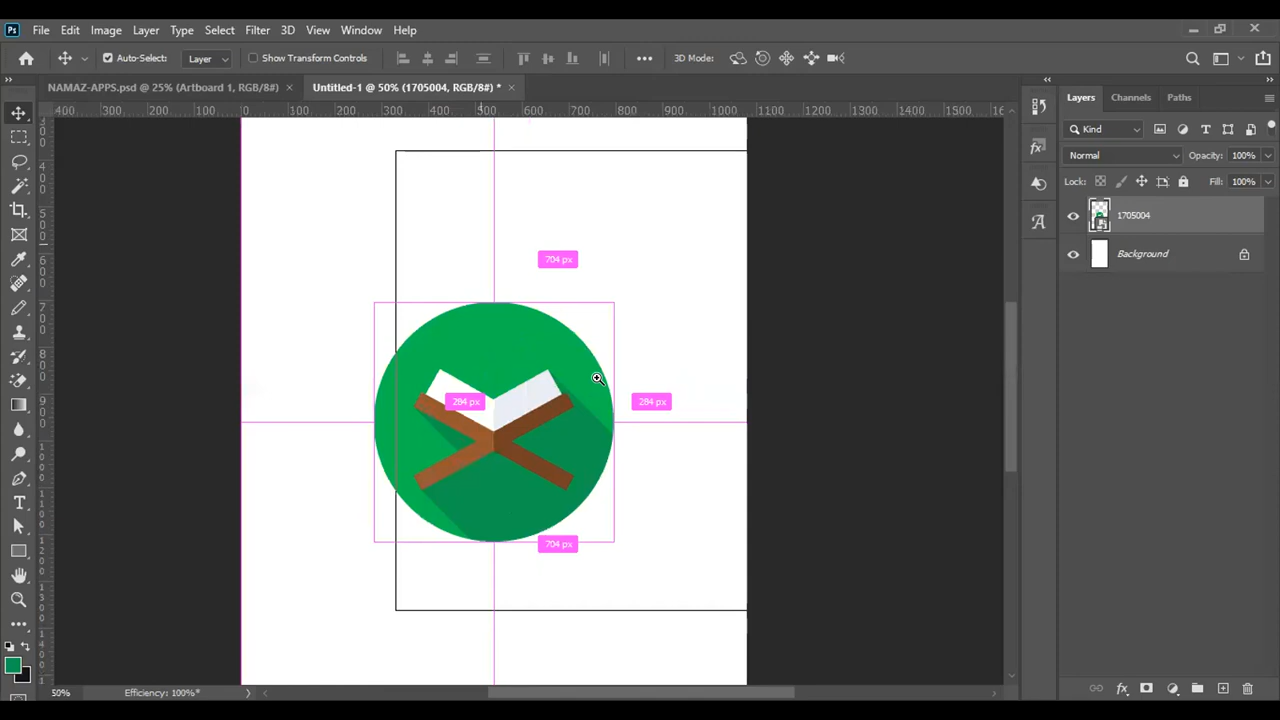 Ps File Edit Image Layer Type Select Filter 3D View Window Help
Auto-Select: Layer Show Transform Controls 3D Mode:
NAMAZ-APPS.psd @ 25% (Artboard 1, RGB/8#) × Untitled-1 @ 50% (1705004, RGB/8#) * ×
400 300 200 100 0 100 200 300 400 500 600 700 800 900 1000 1100 1200 1300 1400 1500
Layers Channels Paths
Kind
Normal Opacity: 100%
Lock: Fill: 100%
1705004
Background
704 px
284 px 284 px
704 px
50% Efficiency: 100%*